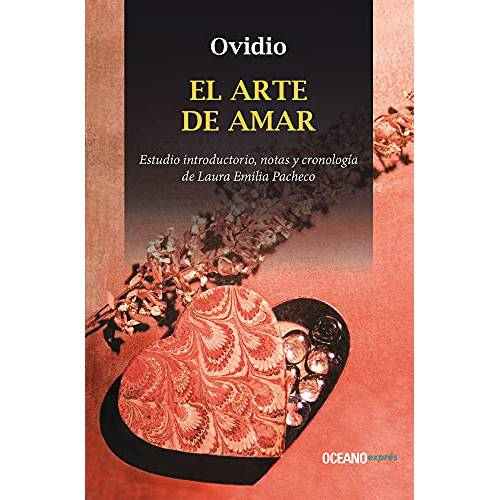 Ovidio
EL ARTE
DE AMAR
Estudio introductorio, notas y cronología
de Laura Emilia Pacheco
OCEANO exprés